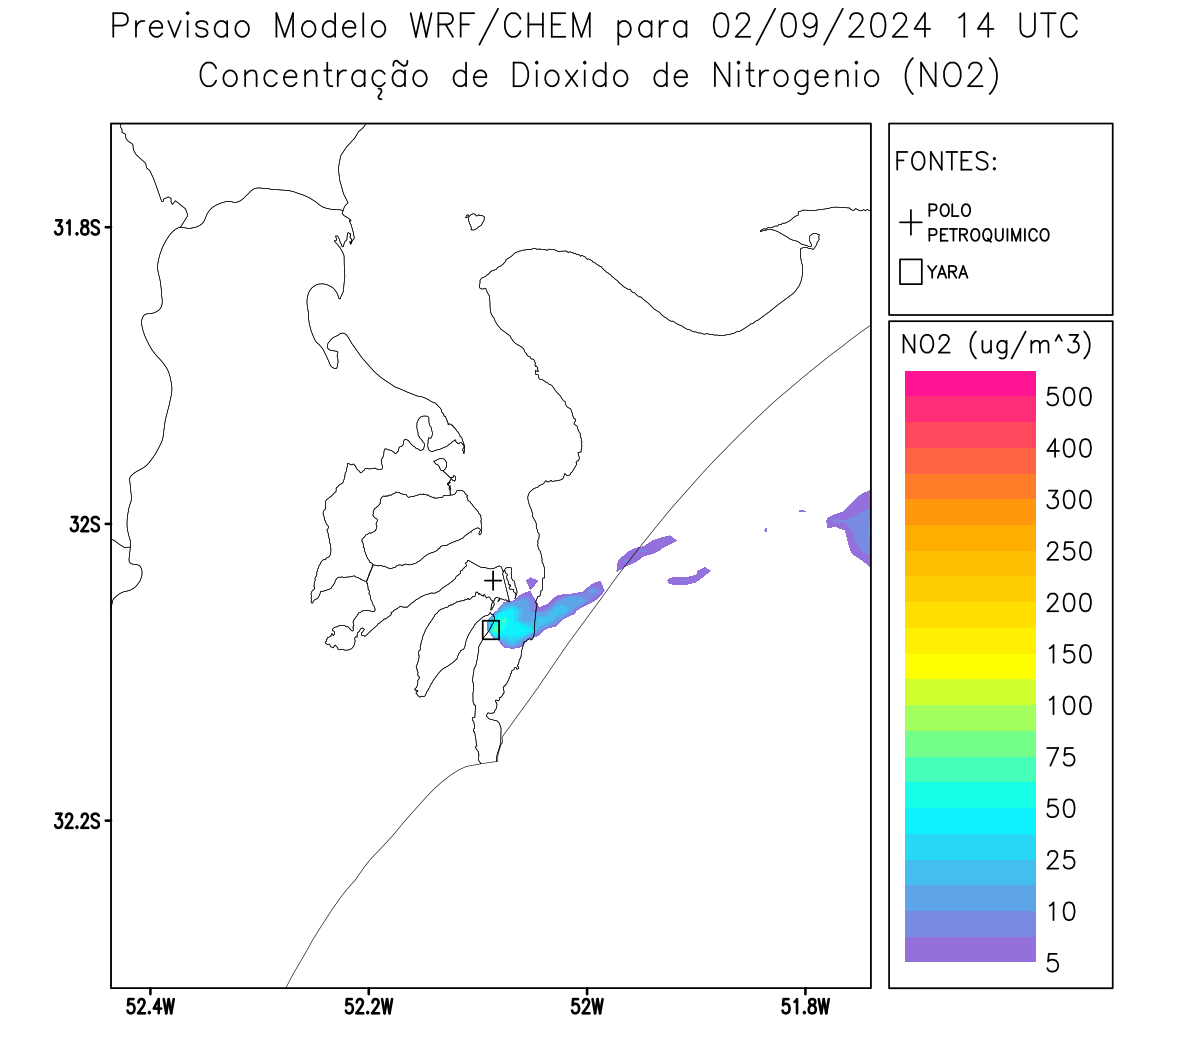 Previsao Modelo WRF/CHEM para 02/09/2024 14 UTC
Concentração de Dioxido de Nitrogenio (NO2)
FONTES:
POLO
PETROQUIMICO
YARA
NO2 (ug/m^3)
500
400
300
250
200
150
100
75
50
25
10
5
31.8S
32S
32.2S
52.4W
52.2W
52W
51.8W